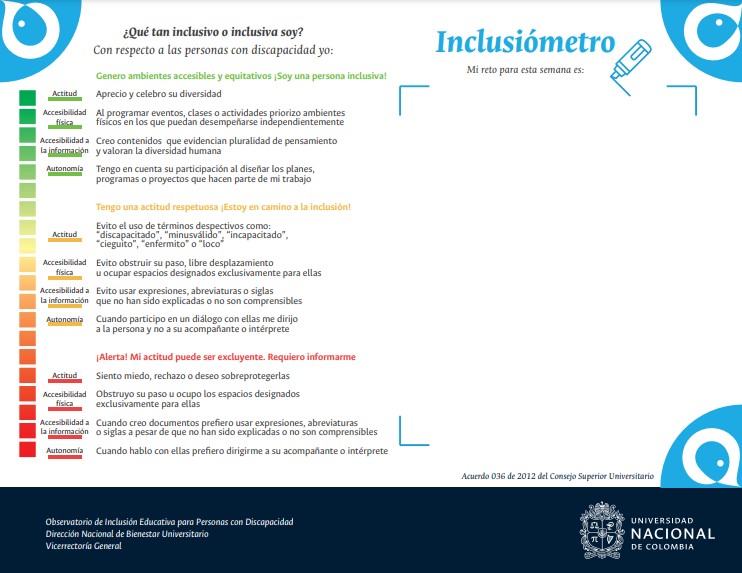 ¿Qué tan inclusivo o inclusiva soy?
Con respecto a las personas con discapacidad yo:
Genero ambientes accesibles y equitativos ¡Soy una persona inclusiva!
Actitud
Aprecio y celebro su diversidad
Accesibilidad
física
Al programar eventos, clases o actividades priorizo ambientes
físicos en los que puedan desempeñarse independientemente
Accesibilidad a
la información
Creo contenidos que evidencian pluralidad de pensamiento
y valoran la diversidad humana
Autonomía
Tengo en cuenta su participación al diseñar los planes,
programas o proyectos que hacen parte de mi trabajo
Tengo una actitud respetuosa ¡Estoy en camino a la inclusión!
Actitud
Evito el uso de términos despectivos como:
“discapacitado”, “minusválido”, “incapacitado”,
“cieguito”, “enfermito” o “loco”
Accesibilidad
física
Evito obstruir su paso, libre desplazamiento
u ocupar espacios designados exclusivamente para ellas
Accesibilidad a
la información
Evito usar expresiones, abreviaturas o siglas
que no han sido explicadas o no son comprensibles
Autonomía
Cuando participo en un diálogo con ellas me dirijo
a la persona y no a su acompañante o intérprete
¡Alerta! Mi actitud puede ser excluyente. Requiero informarme
Actitud
Siento miedo, rechazo o deseo sobreprotegerlas
Accesibilidad
física
Obstruyo su paso u ocupo los espacios designados
exclusivamente para ellas
Accesibilidad a
la información
Cuando creo documentos prefiero usar expresiones, abreviaturas
o siglas a pesar de que no han sido explicadas o no son comprensibles
Autonomía
Cuando hablo con ellas prefiero dirigirme a su acompañante o intérprete
Inclusiómetro
Mi reto para esta semana es:
Acuerdo 036 de 2012 del Consejo Superior Universitario
Observatorio de Inclusión Educativa para Personas con Discapacidad
Dirección Nacional de Bienestar Universitario
Vicerrectoría General
UNIVERSIDAD
NACIONAL
DE COLOMBIA